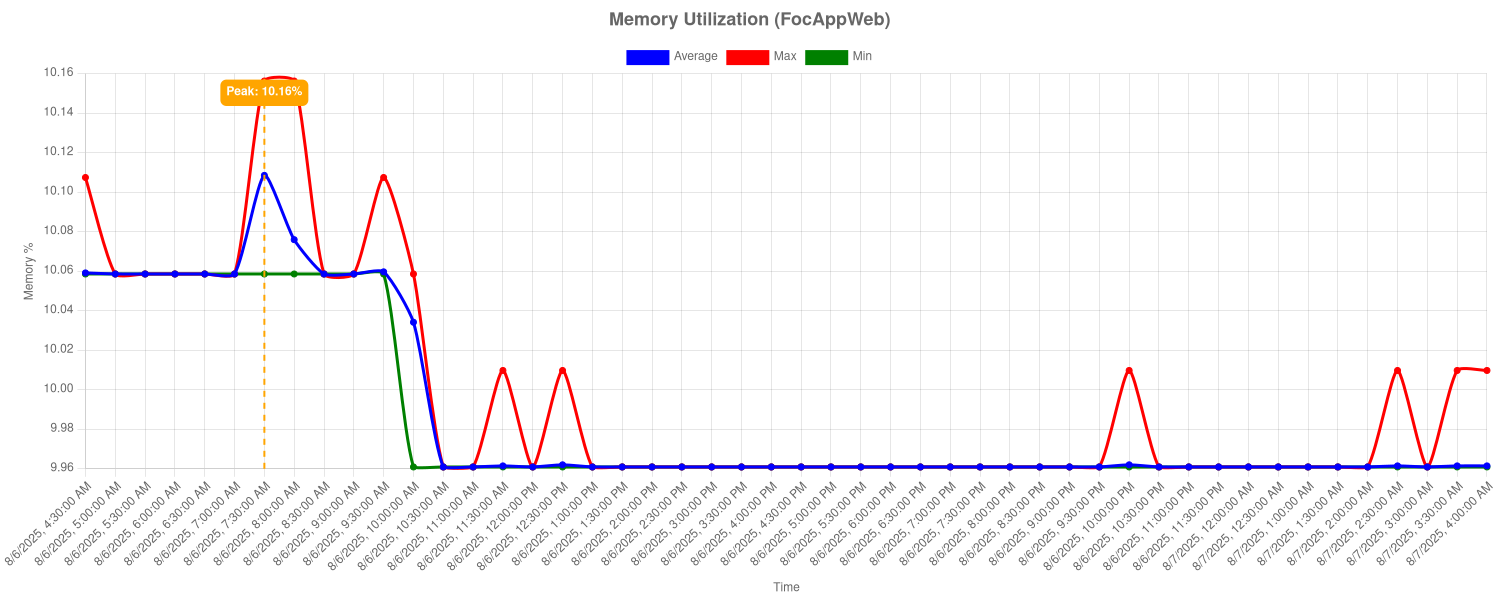 Memory Utilization (FocAppWeb)
Average Max Min
10.16
Peak: 10.16%
10.14
10.12
10.10
10.08
10.06
10.04
10.02
10.00
9.98
9.96
Memory %
8/6/2025, 4:30:00 AM
8/6/2025, 5:00:00 AM
8/6/2025, 5:30:00 AM
8/6/2025, 6:00:00 AM
8/6/2025, 6:30:00 AM
8/6/2025, 7:00:00 AM
8/6/2025, 7:30:00 AM
8/6/2025, 8:00:00 AM
8/6/2025, 8:30:00 AM
8/6/2025, 9:00:00 AM
8/6/2025, 9:30:00 AM
8/6/2025, 10:00:00 AM
8/6/2025, 10:30:00 AM
8/6/2025, 11:00:00 AM
8/6/2025, 11:30:00 AM
8/6/2025, 12:00:00 PM
8/6/2025, 12:30:00 PM
8/6/2025, 1:00:00 PM
8/6/2025, 1:30:00 PM
8/6/2025, 2:00:00 PM
8/6/2025, 2:30:00 PM
8/6/2025, 3:00:00 PM
8/6/2025, 3:30:00 PM
8/6/2025, 4:00:00 PM
8/6/2025, 4:30:00 PM
8/6/2025, 5:00:00 PM
8/6/2025, 5:30:00 PM
8/6/2025, 6:00:00 PM
8/6/2025, 6:30:00 PM
8/6/2025, 7:00:00 PM
8/6/2025, 7:30:00 PM
8/6/2025, 8:00:00 PM
8/6/2025, 8:30:00 PM
8/6/2025, 9:00:00 PM
8/6/2025, 9:30:00 PM
8/6/2025, 10:00:00 PM
8/6/2025, 10:30:00 PM
8/6/2025, 11:00:00 PM
8/6/2025, 11:30:00 PM
8/7/2025, 12:00:00 AM
8/7/2025, 12:30:00 AM
8/7/2025, 1:00:00 AM
8/7/2025, 1:30:00 AM
8/7/2025, 2:00:00 AM
8/7/2025, 2:30:00 AM
8/7/2025, 3:00:00 AM
8/7/2025, 3:30:00 AM
8/7/2025, 4:00:00 AM
Time